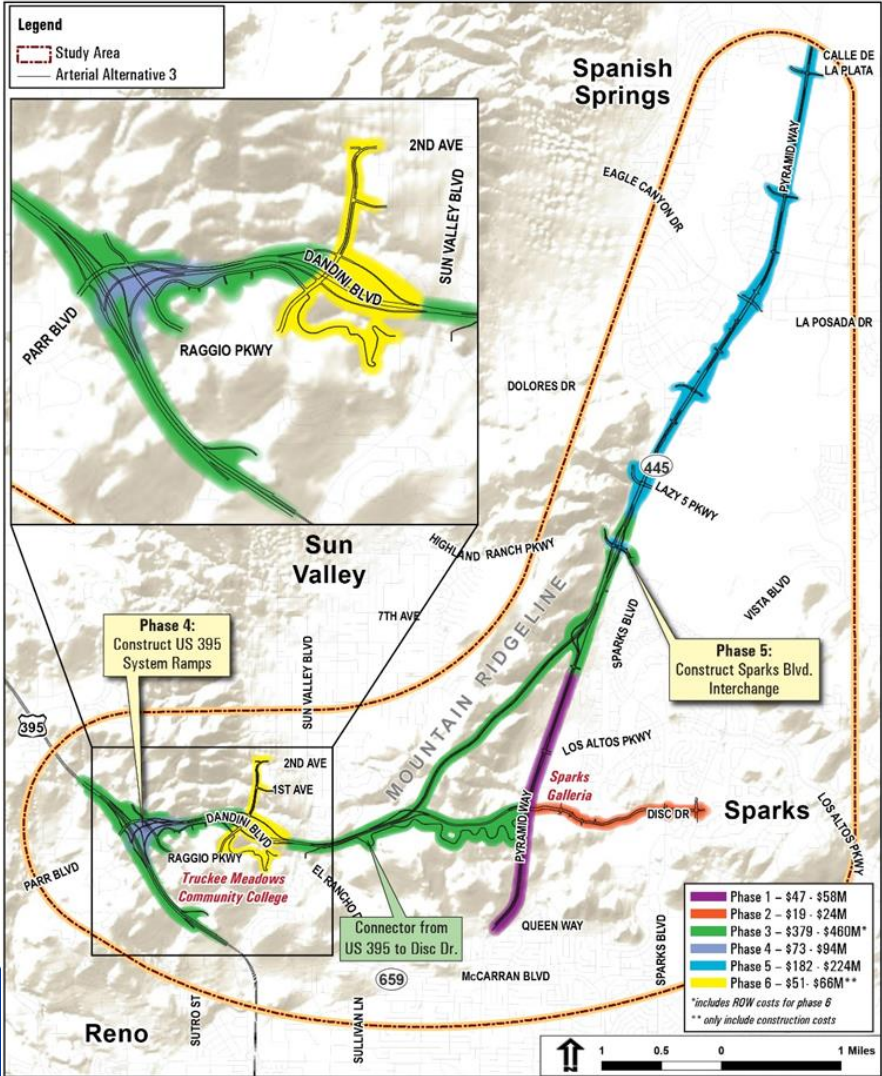 Legend
Study Area
Arterial Alternative 3
Spanish
Springs
CALLE DE
LA PLATA
PYRAMID WAY
EAGLE CANYON DR
LA POSADA DR
DOLORES DR
445
LAZY 5 PKWY
2ND AVE
SUN VALLEY BLVD
DANDINI BLVD
PARR BLVD
RAGGIO PKWY
Sun
Valley
HIGHLAND RANCH PKWY
7TH AVE
SUN VALLEY BLVD
MOUNTAIN RIDGELINE
SPARKS BLVD
VISTA BLVD
Phase 4:
Construct US 395
System Ramps
Phase 5:
Construct Sparks Blvd.
Interchange
395
LOS ALTOS PKWY
Sparks
Galleria
2ND AVE
1ST AVE
DANDINI BLVD
RAGGIO PKWY
Truckee Meadows
Community College
PARR BLVD
EL RANCHO
PYRAMID WAY
DISC DR
Sparks
LOS ALTOS PKWY
Connector from
US 395 to Disc Dr.
QUEEN WAY
659
McCARRAN BLVD
SPARKS BLVD
Reno
SUTRO ST
SULLIVAN LN
Phase 1 – $47 - $58M
Phase 2 – $19 - $24M
Phase 3 – $379 - $460M*
Phase 4 – $73 - $94M
Phase 5 – $182 - $224M
Phase 6 – $51- $66M**
*includes ROW costs for phase 6
** only include construction costs
1 0.5 0 1 Miles